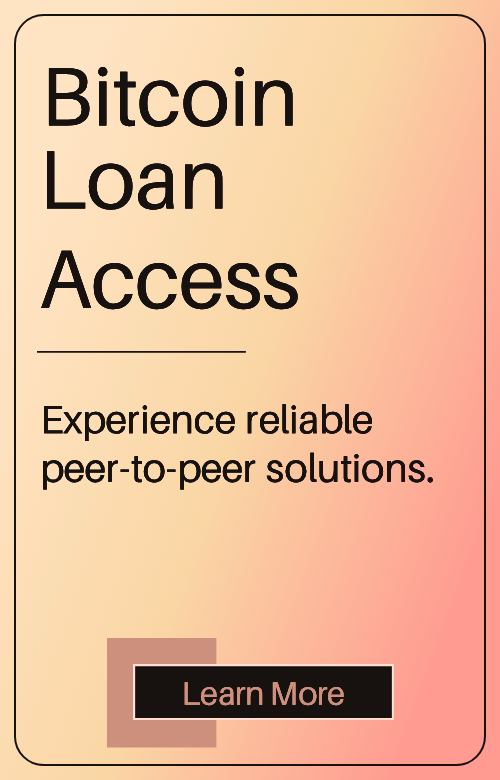 Bitcoin
Loan
Access
Experience reliable
peer-to-peer solutions.
Learn More